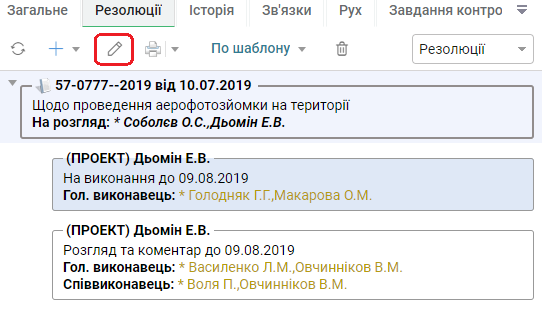 Загальне Резолюції Історія Зв'язки Рух Завдання контро
По шаблону Резолюції
57-0777--2019 від 10.07.2019
Щодо проведення аерофотозйомки на території
На розгляд: * Соболєв О.С.,Дьомін Е.В.
(ПРОЕКТ) Дьомін Е.В.
На виконання до 09.08.2019
Гол. виконавець: * Голодняк Г.Г.,Макарова О.М.
(ПРОЕКТ) Дьомін Е.В.
Розгляд та коментар до 09.08.2019
Гол. виконавець: * Василенко Л.М.,Овчинніков В.М.
Співвиконавець: * Воля П.,Овчинніков В.М.